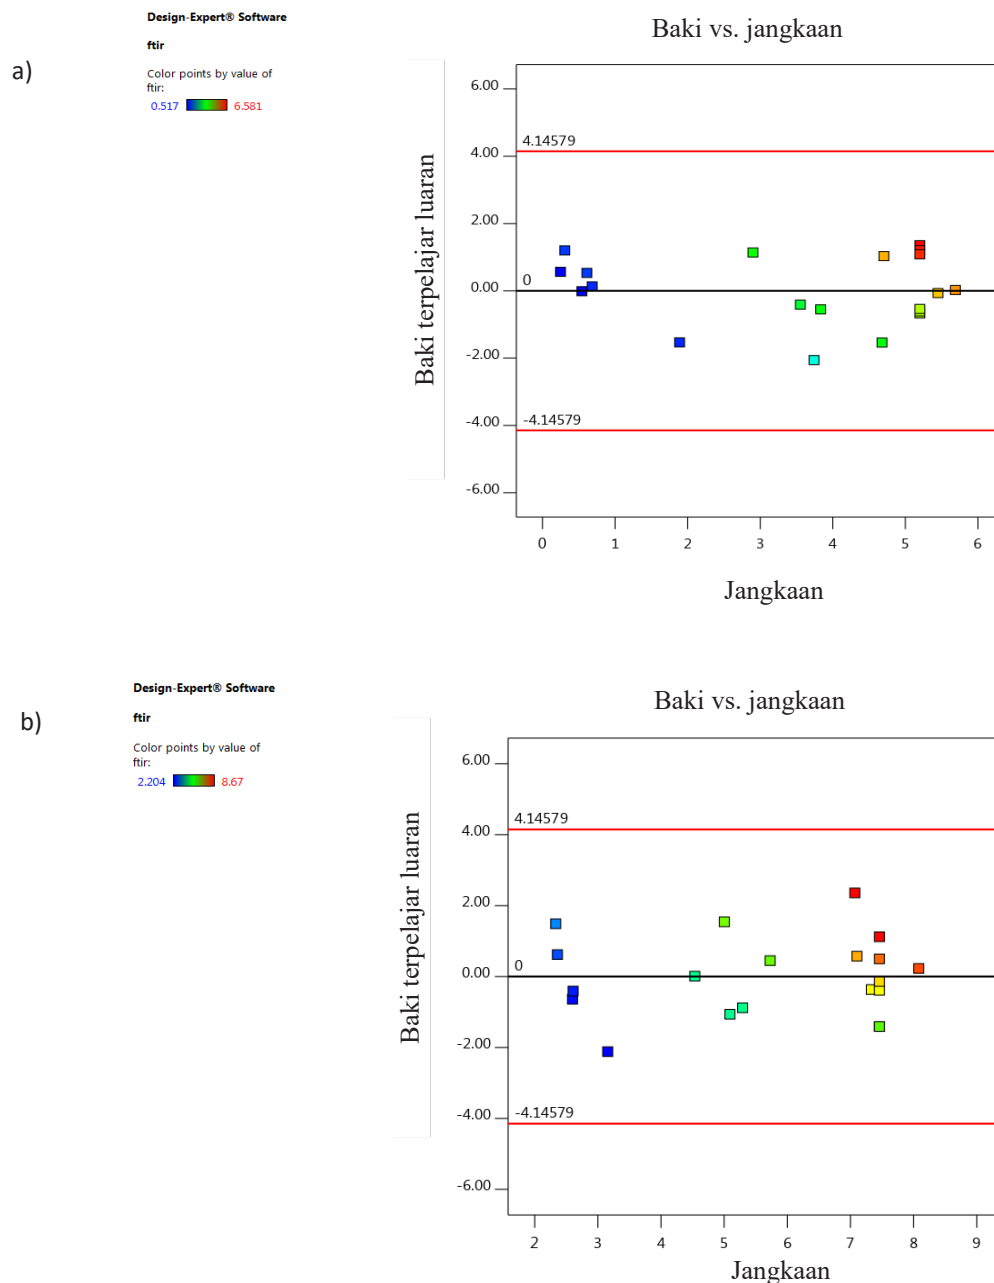 Design-Expert® Software
ftir
Color points by value of
ftir:
0.517 6.581
a)
Baki vs. jangkaan
Baki terpelajar luaran
6.00
4.00
2.00
0.00
-2.00
-4.00
-6.00
4.14579
0
-4.14579
0 1 2 3 4 5 6
Jangkaan
Design-Expert® Software
ftir
Color points by value of
ftir:
2.204 8.67
b)
Baki vs. jangkaan
Baki terpelajar luaran
6.00
4.00
2.00
0.00
-2.00
-4.00
-6.00
4.14579
0
-4.14579
2 3 4 5 6 7 8 9
Jangkaan